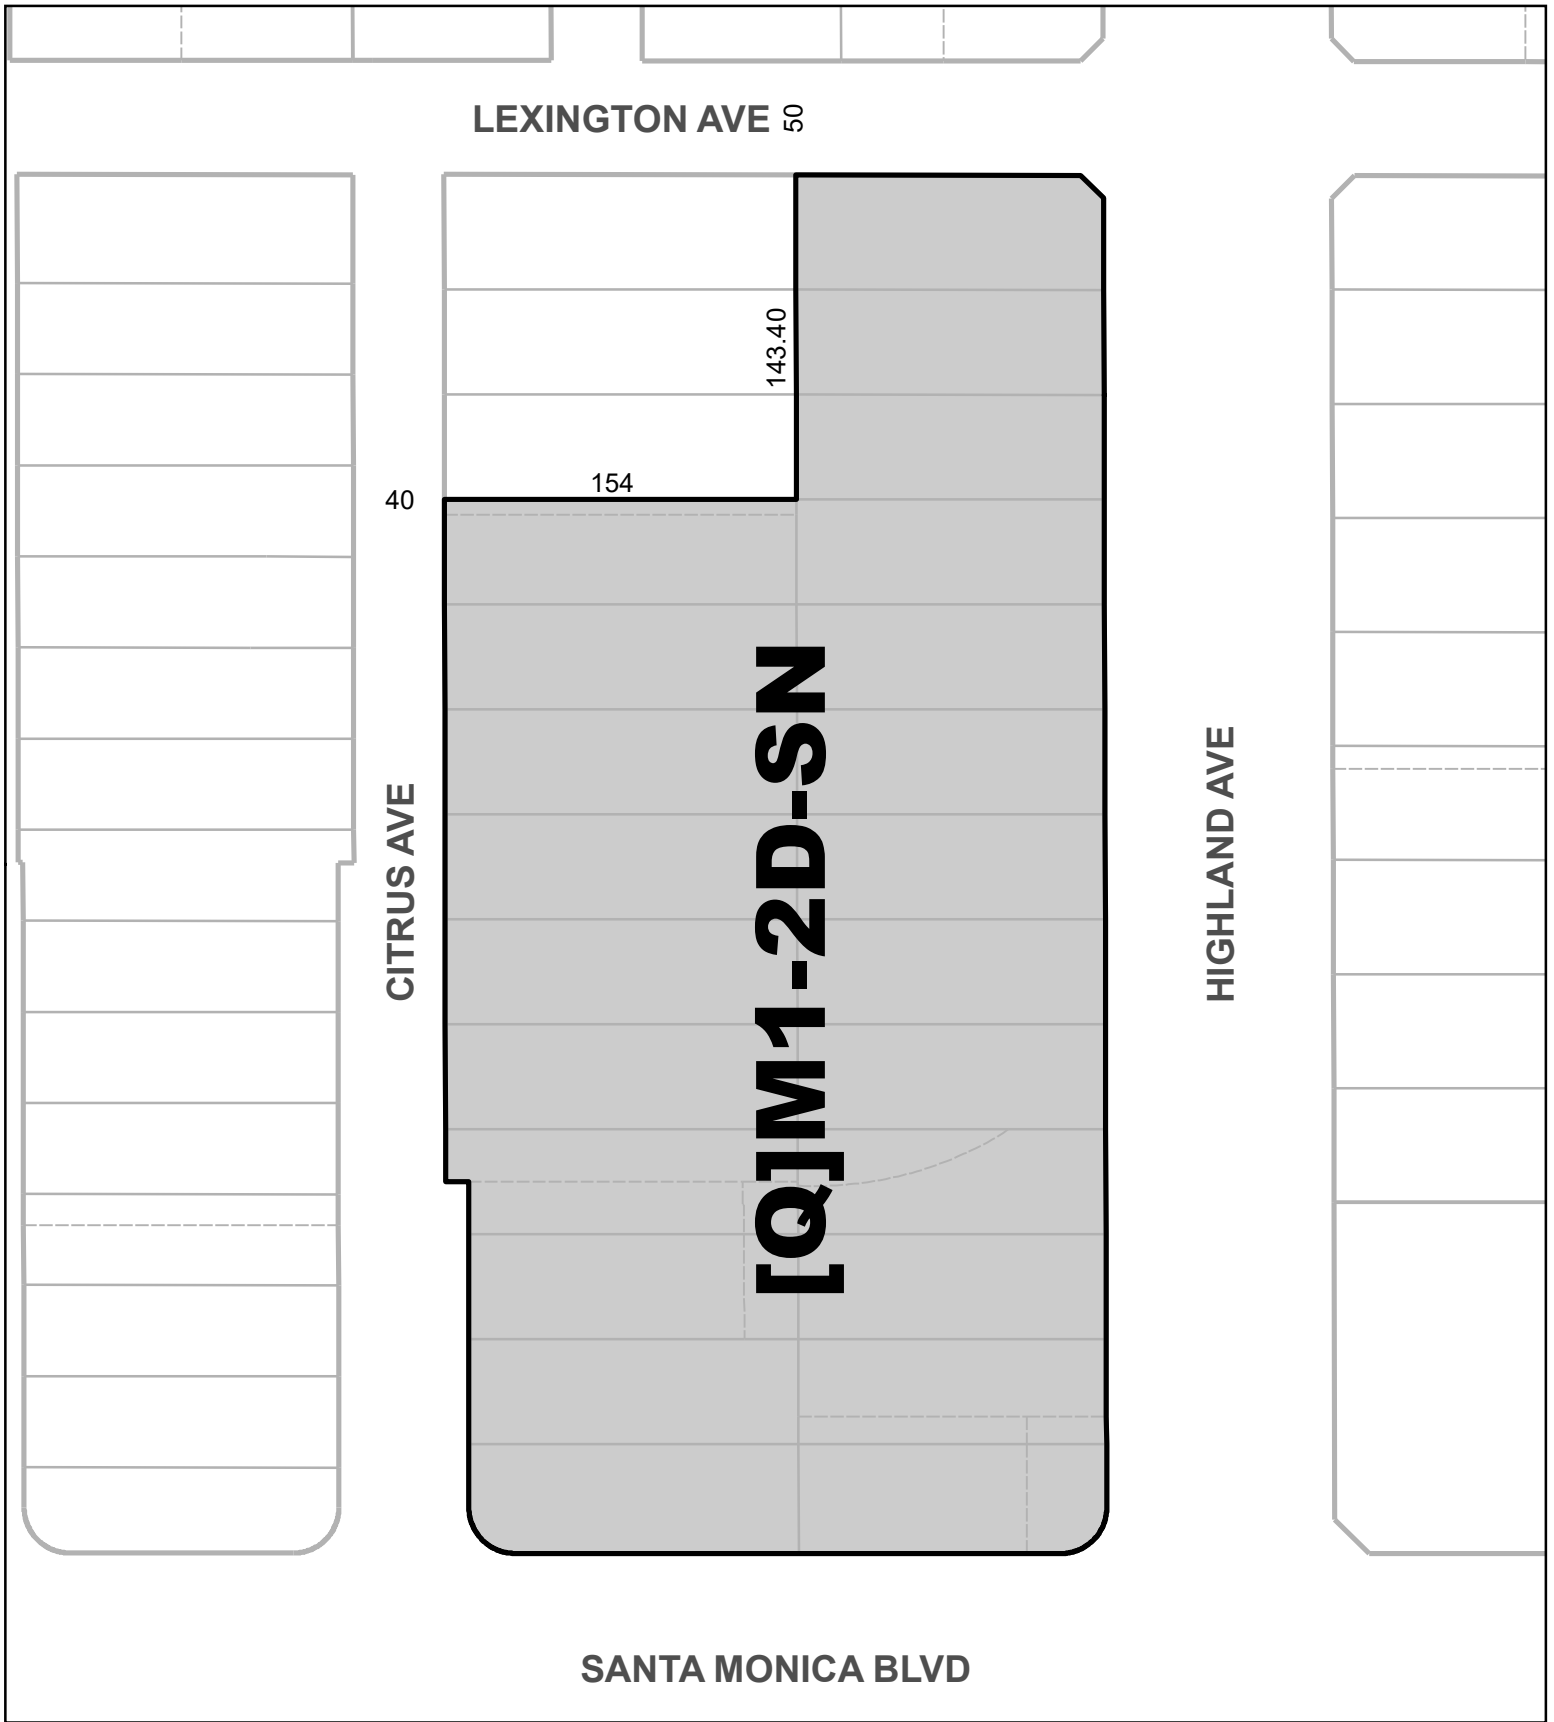 LEXINGTON AVE 50
143.40
154
40
[Q]M1-2D-SN
CITRUS AVE
HIGHLAND AVE
SANTA MONICA BLVD